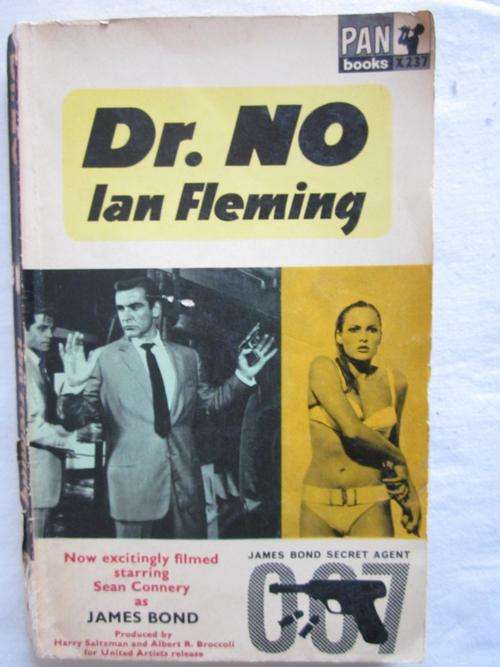 PAN
books X237
Dr. NO
Ian Fleming
Now excitingly filmed
starring
Sean Connery
as
JAMES BOND
Produced by
Harry Saltzman and Albert R. Broccoli
for United Artists release
JAMES BOND SECRET AGENT
007